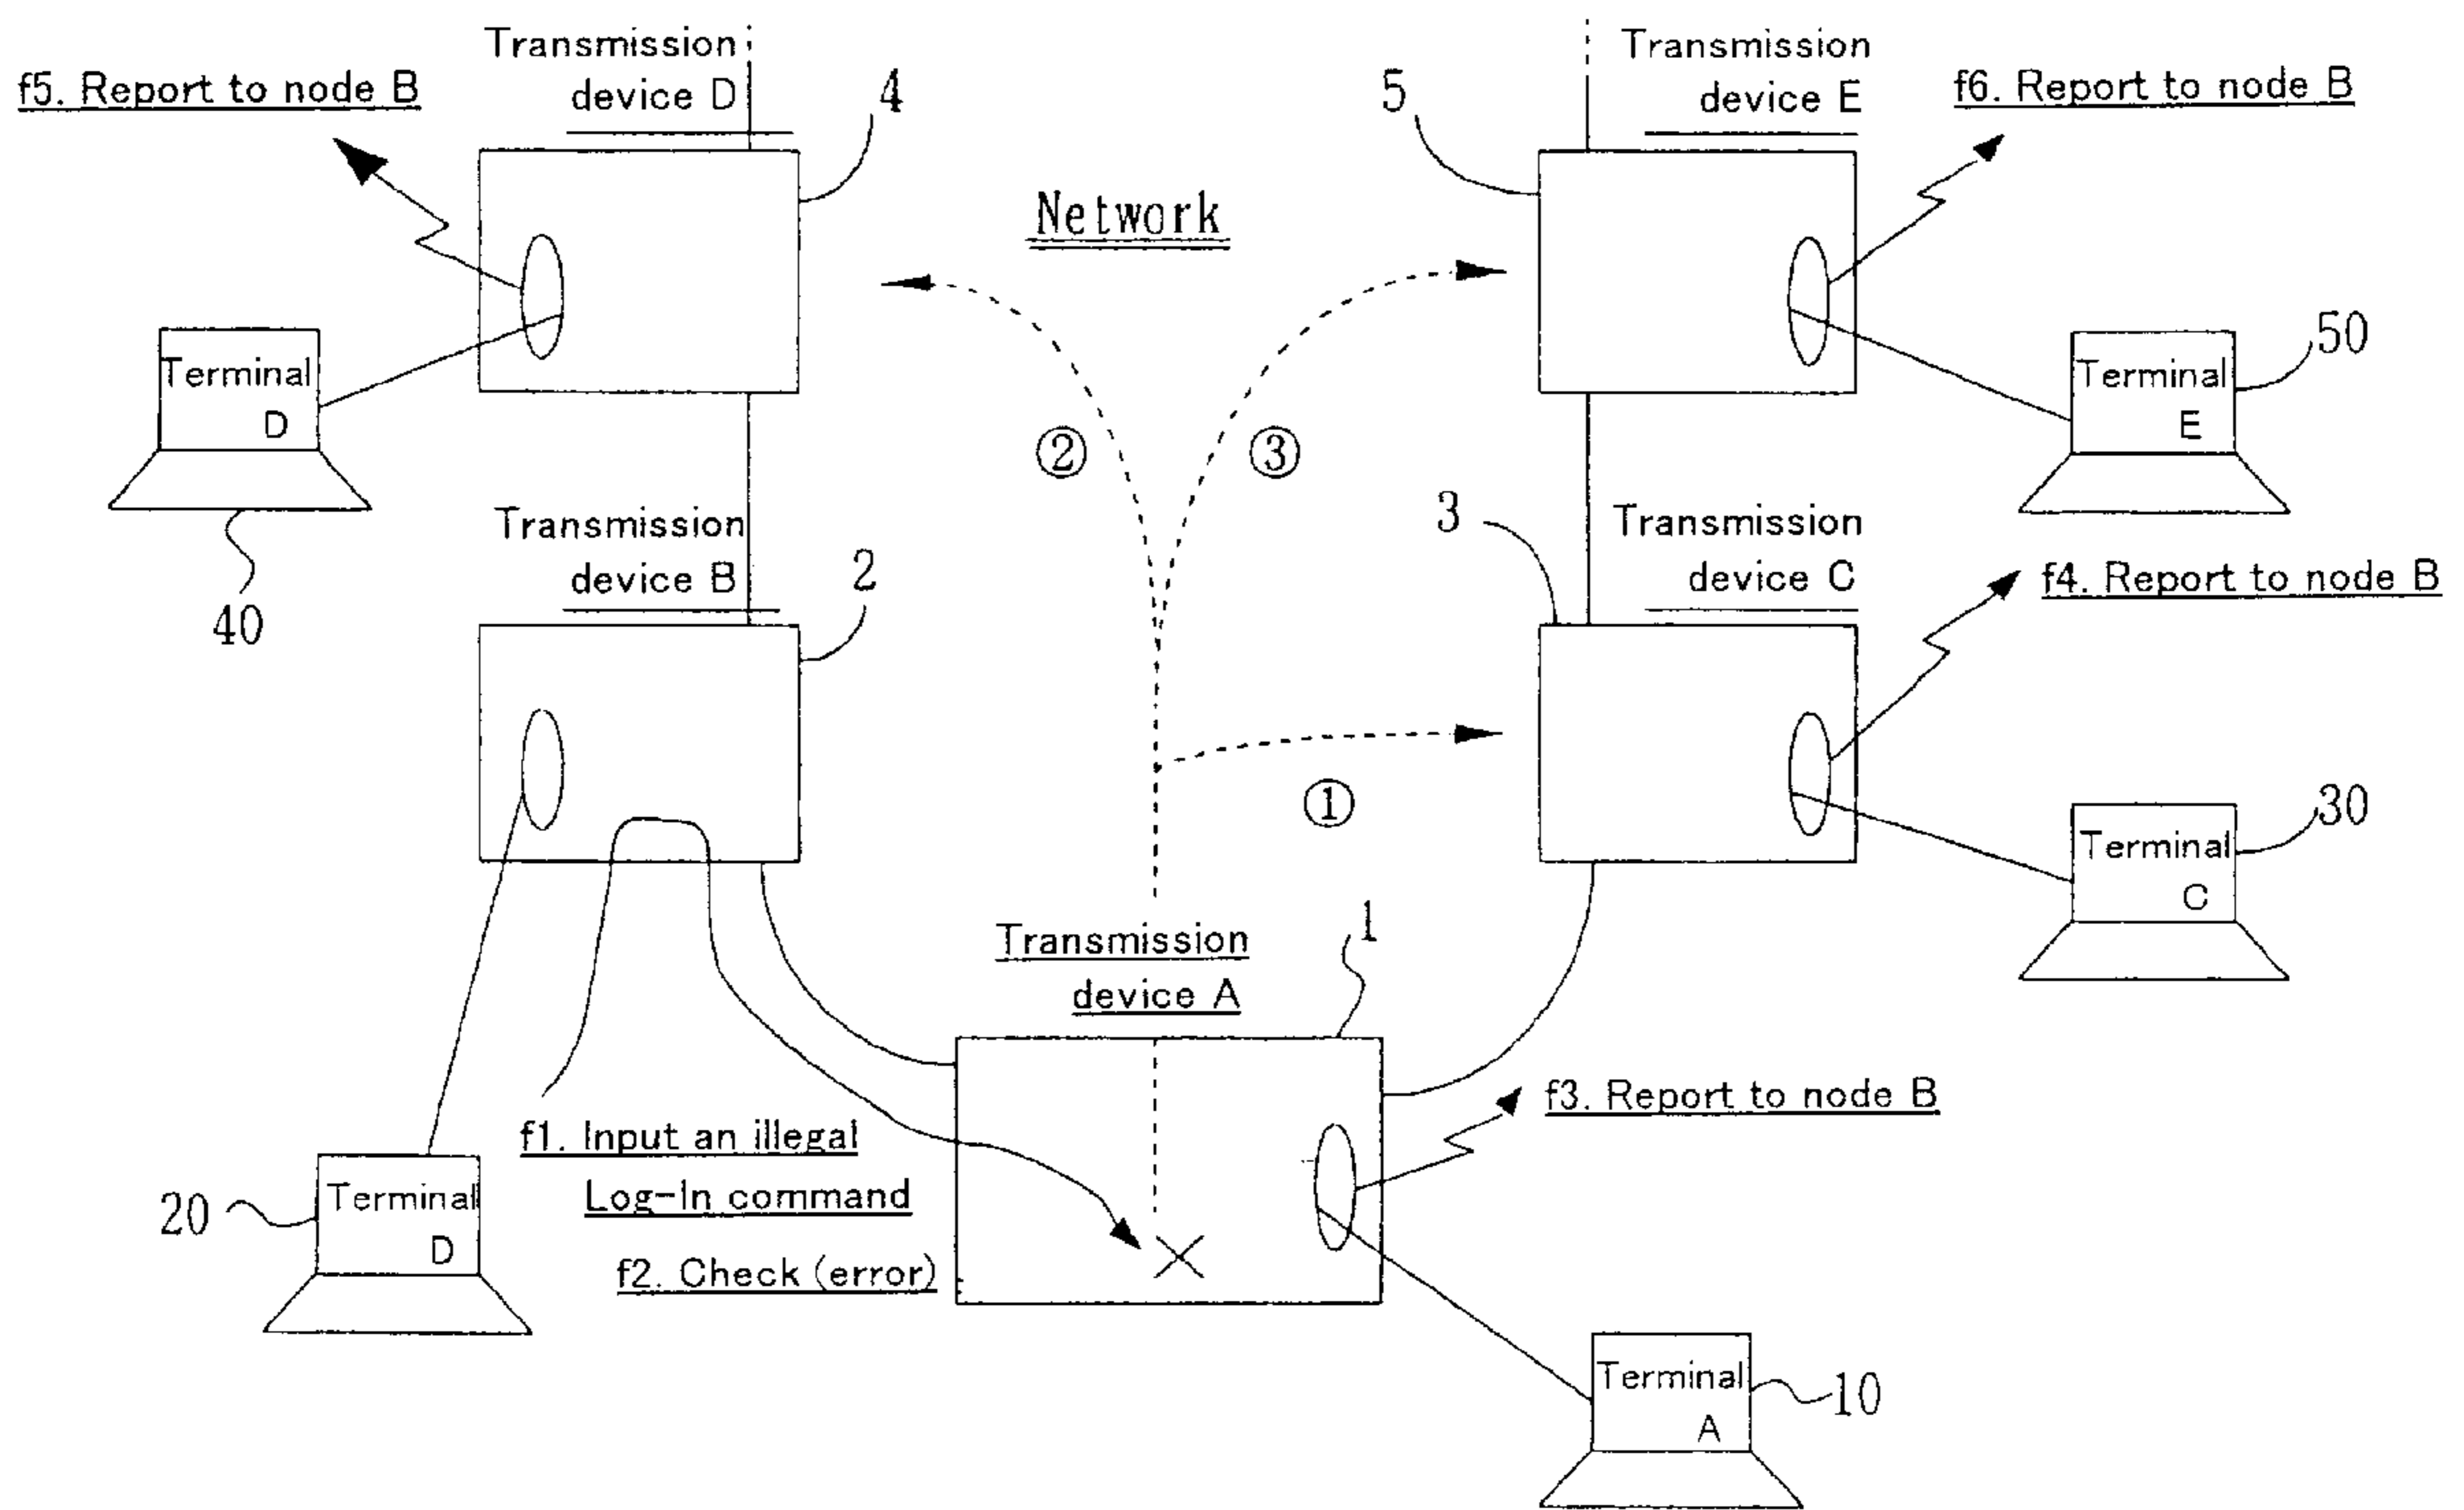 Transmission
device D
4
f5. Report to node B
Transmission
device E
5
f6. Report to node B
Network
Terminal
D
40
Terminal
E
50
②
③
Transmission
device B
2
3
Transmission
device C
f4. Report to node B
①
Terminal
C
30
Transmission
device A
1
f3. Report to node B
f1. Input an illegal
Log-In command
f2. Check (error)
20
Terminal
D
Terminal
A
10